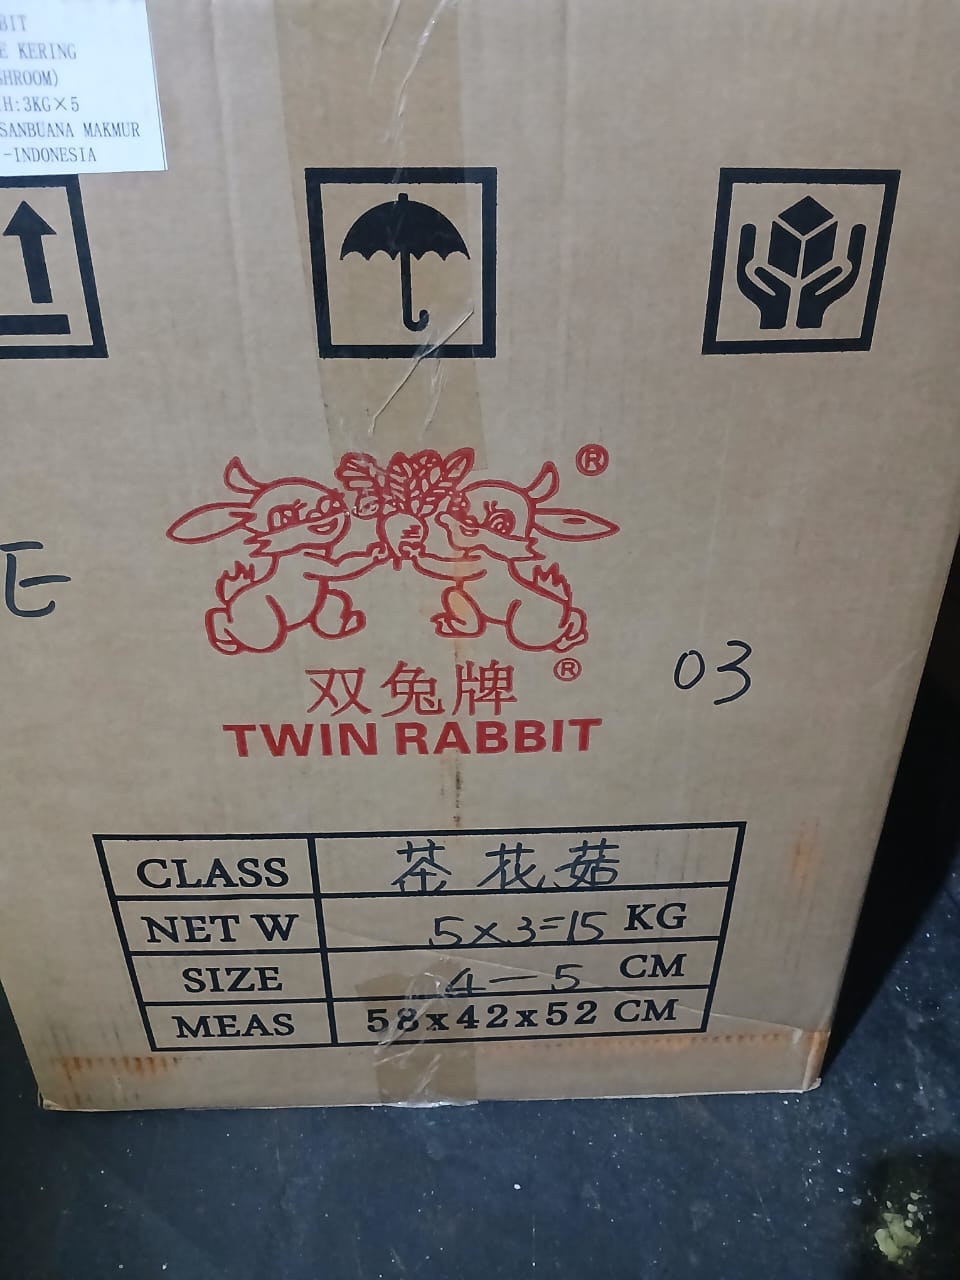 BIT
E KERING
SHROOM)
H:3KG×5
SANBUANA MAKMUR
-INDONESIA
®
E
双兔牌®
03
TWIN RABBIT
CLASS 茶花菇
NET W 5×3=15 KG
SIZE 4—5 CM
MEAS 58x42x52 CM